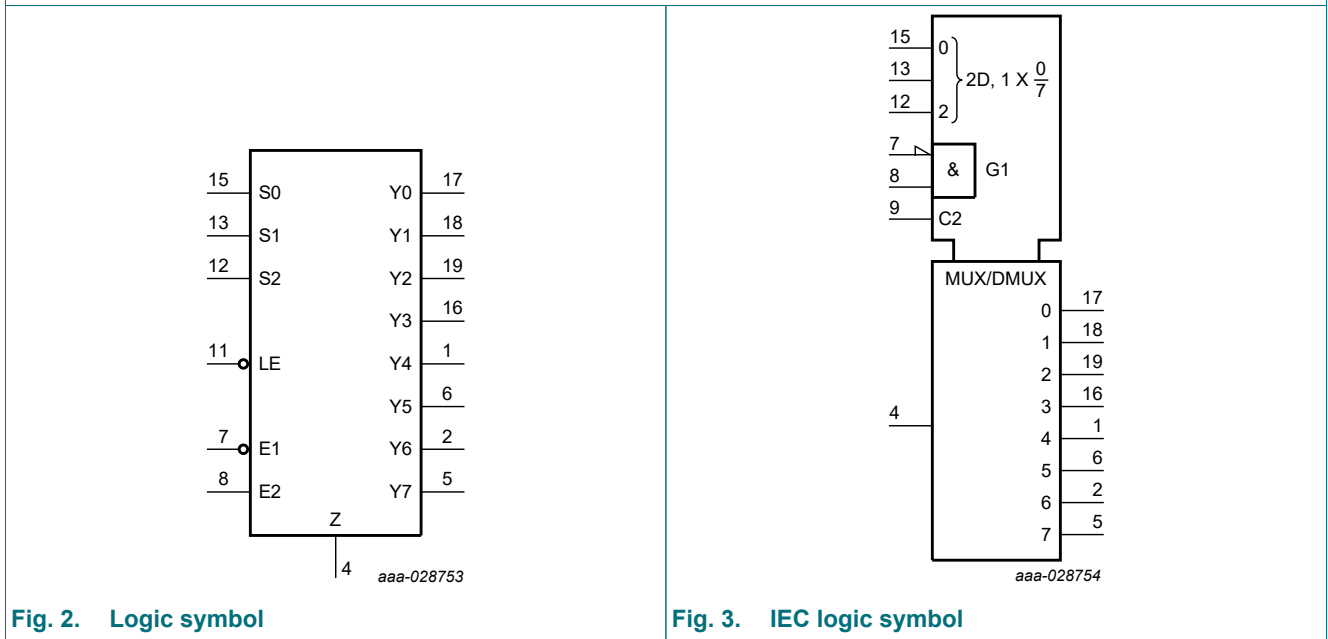 15 S0 Y0 17
13 S1 Y1 18
12 S2 Y2 19
Y3 16
11 LE Y4 1
Y5 6
7 E1 Y6 2
8 E2 Y7 5
Z
4 aaa-028753
Fig. 2. Logic symbol
15 0
13 2D, 1 X 0/7
12 2
7
& G1
8
9 C2
MUX/DMUX
0 17
1 18
2 19
3 16
4
4 1
5 6
6 2
7 5
aaa-028754
Fig. 3. IEC logic symbol